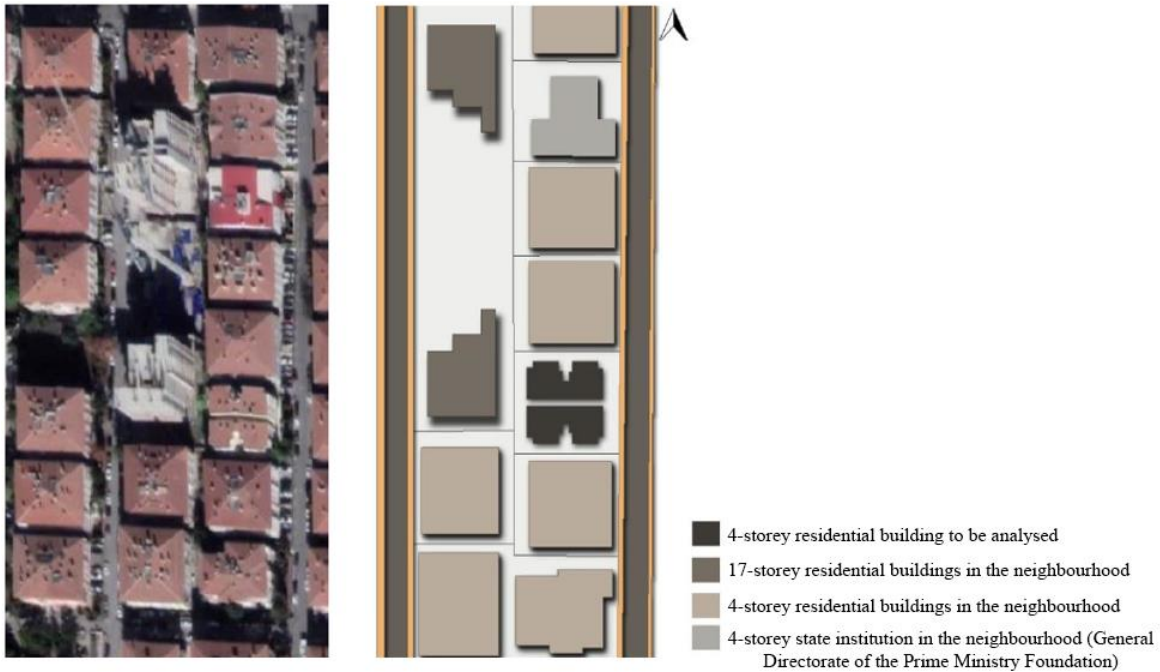 4-storey residential building to be analysed
17-storey residential buildings in the neighbourhood
4-storey residential buildings in the neighbourhood
4-storey state institution in the neighbourhood (General
Directorate of the Prime Ministry Foundation)